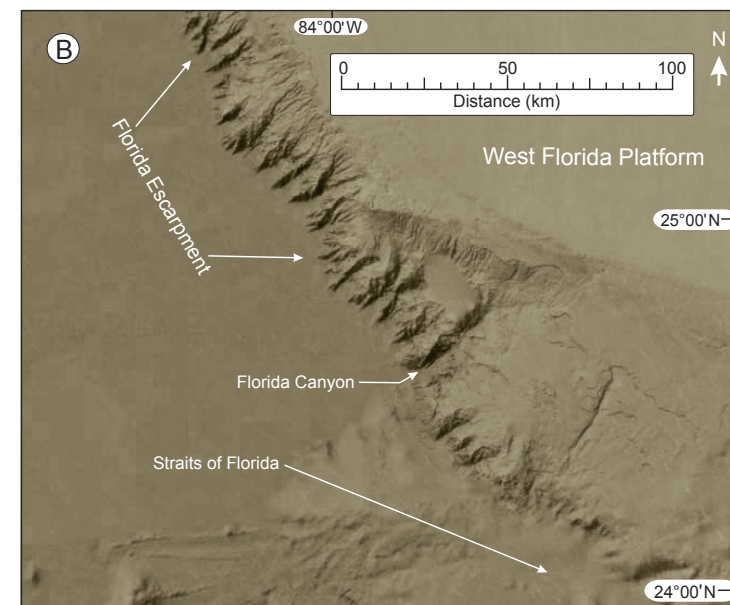 B
84°00'W
N
0 50 100
Distance (km)
Florida Escarpment
West Florida Platform
25°00'N
Florida Canyon
Straits of Florida
24°00'N